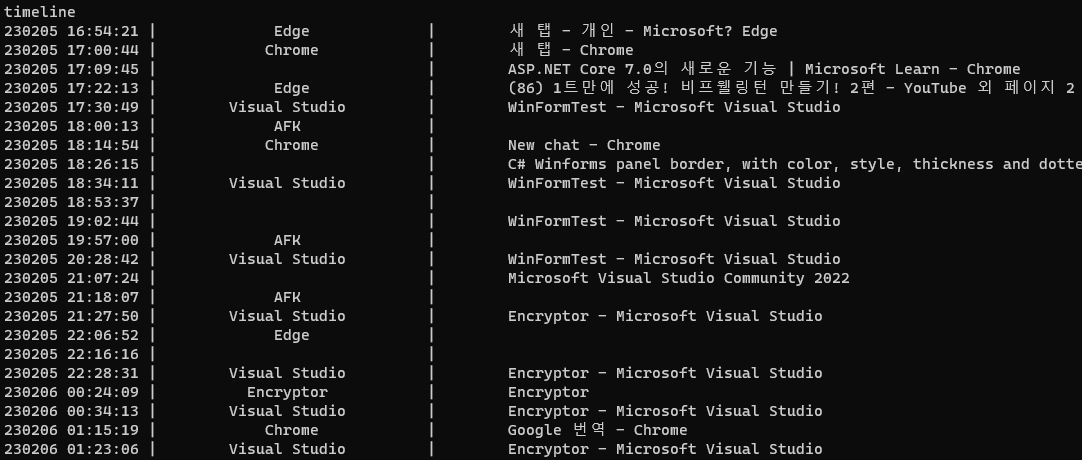 timeline
230205 16:54:21 | Edge | 새 탭 - 개인 - Microsoft? Edge
230205 17:00:44 | Chrome | 새 탭 - Chrome
230205 17:09:45 | | ASP.NET Core 7.0의 새로운 기능 | Microsoft Learn - Chrome
230205 17:22:13 | Edge | (86) 1트만에 성공! 비프웰링턴 만들기! 2편 - YouTube 외 페이지 2
230205 17:30:49 | Visual Studio | WinFormTest - Microsoft Visual Studio
230205 18:00:13 | AFK |
230205 18:14:54 | Chrome | New chat - Chrome
230205 18:26:15 | | C# Winforms panel border, with color, style, thickness and dotte
230205 18:34:11 | Visual Studio | WinFormTest - Microsoft Visual Studio
230205 18:53:37 | |
230205 19:02:44 | | WinFormTest - Microsoft Visual Studio
230205 19:57:00 | AFK |
230205 20:28:42 | Visual Studio | WinFormTest - Microsoft Visual Studio
230205 21:07:24 | | Microsoft Visual Studio Community 2022
230205 21:18:07 | AFK |
230205 21:27:50 | Visual Studio | Encryptor - Microsoft Visual Studio
230205 22:06:52 | Edge |
230205 22:16:16 | |
230205 22:28:31 | Visual Studio | Encryptor - Microsoft Visual Studio
230206 00:24:09 | Encryptor | Encryptor
230206 00:34:13 | Visual Studio | Encryptor - Microsoft Visual Studio
230206 01:15:19 | Chrome | Google 번역 - Chrome
230206 01:23:06 | Visual Studio | Encryptor - Microsoft Visual Studio